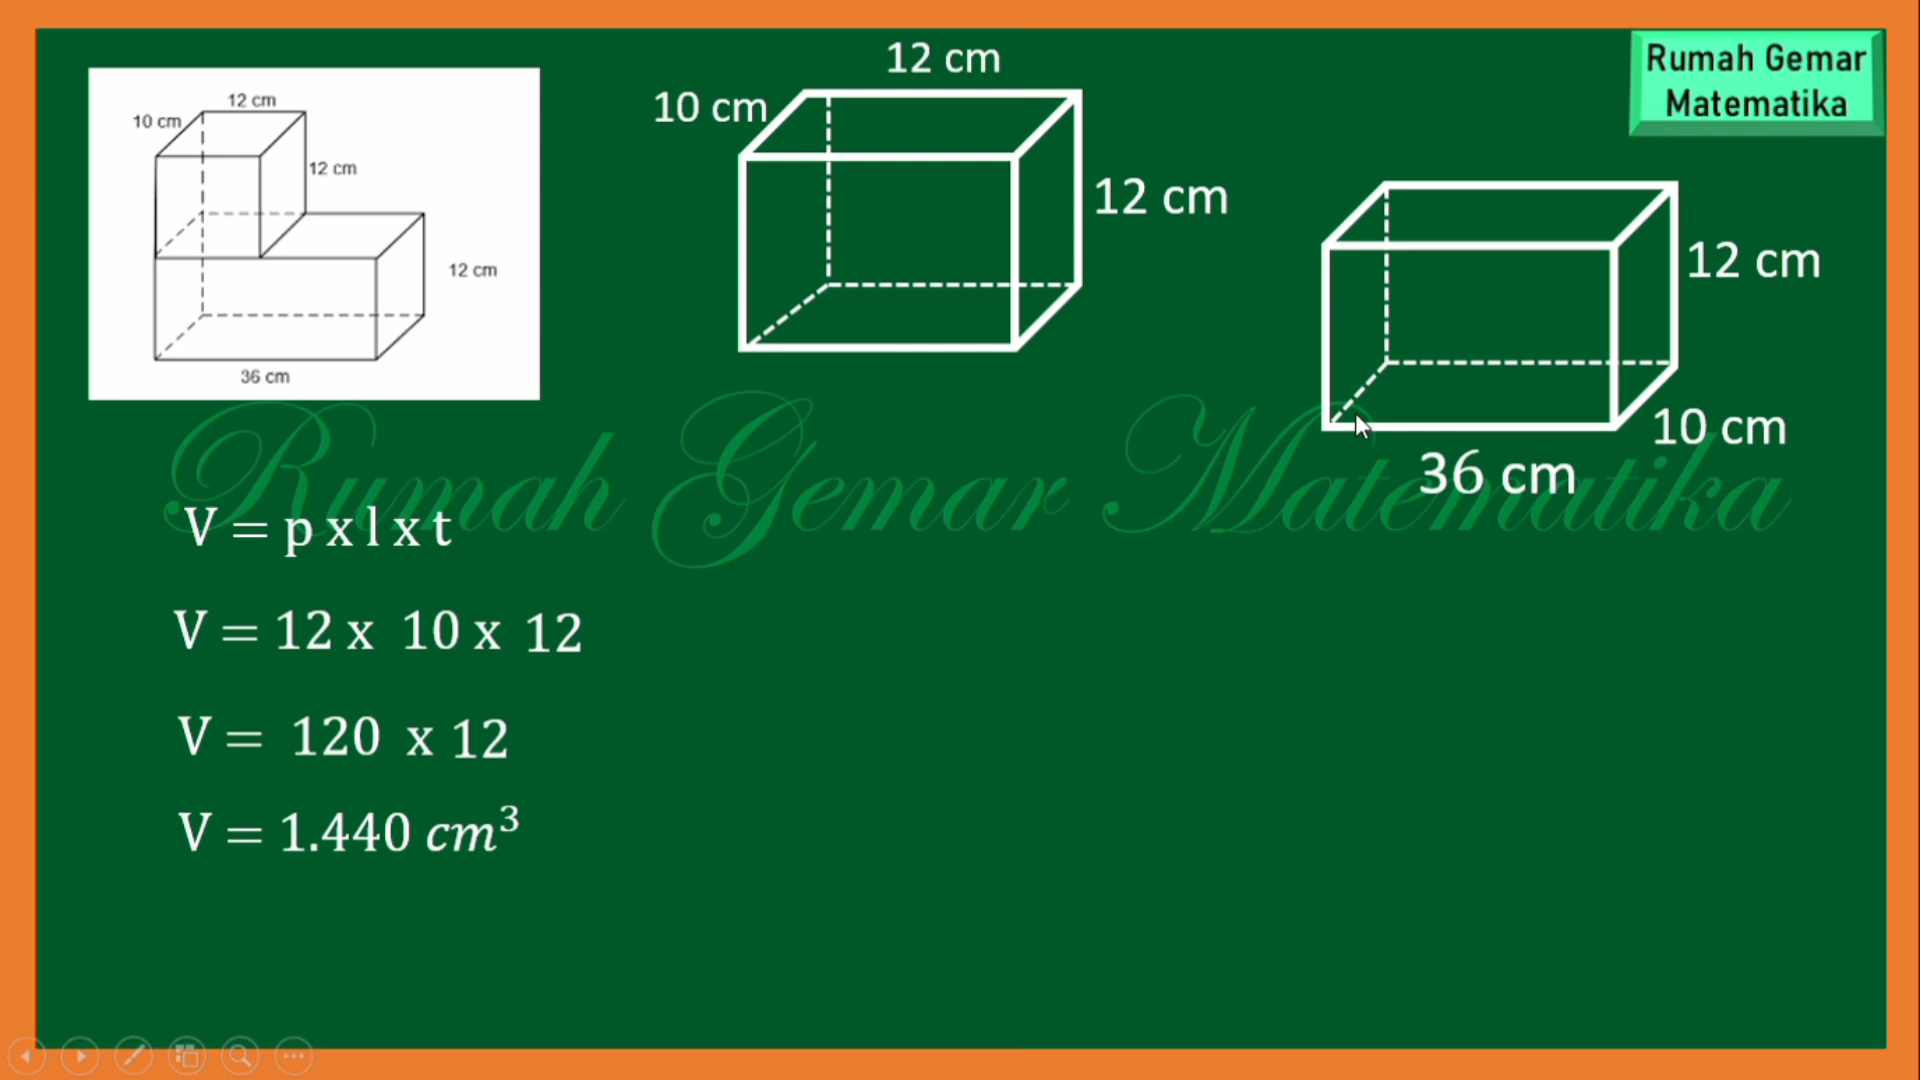 12 cm
10 cm
12 cm
12 cm
36 cm
12 cm
10 cm
12 cm
Rumah Gemar
Matematika
12 cm
10 cm
36 cm
Rumah Gemar Matematika
V = p x l x t
V = 12 x 10 x 12
V = 120 x 12
V = 1.440 cm³